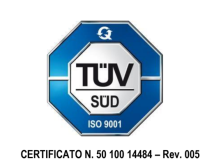 TÜV
SÜD
ISO 9001
CERTIFICATO N. 50 100 14484 – Rev. 005